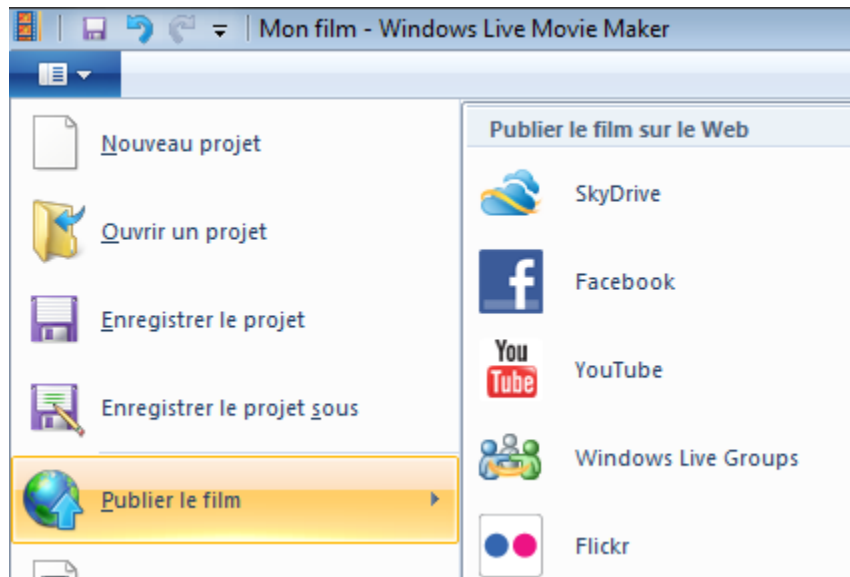 Mon film - Windows Live Movie Maker
Nouveau projet
Ouvrir un projet
Enregistrer le projet
Enregistrer le projet sous
Publier le film
Publier le film sur le Web
SkyDrive
f
Facebook
You
Tube
YouTube
Windows Live Groups
Flickr